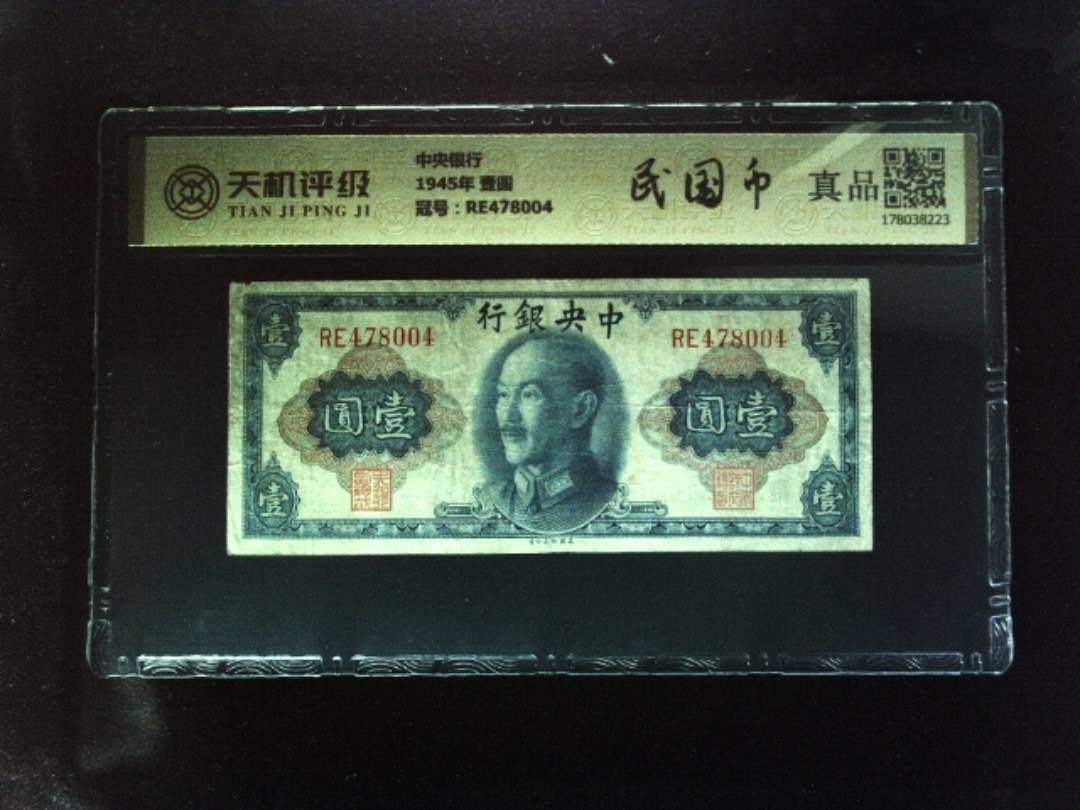 天机评级
TIAN JI PING JI
中央银行
1945年 壹圆
冠号：RE478004
民国币
真品
178038223
行銀央中
壹
壹
RE478004
RE478004
圓壹
圓壹
壹
壹